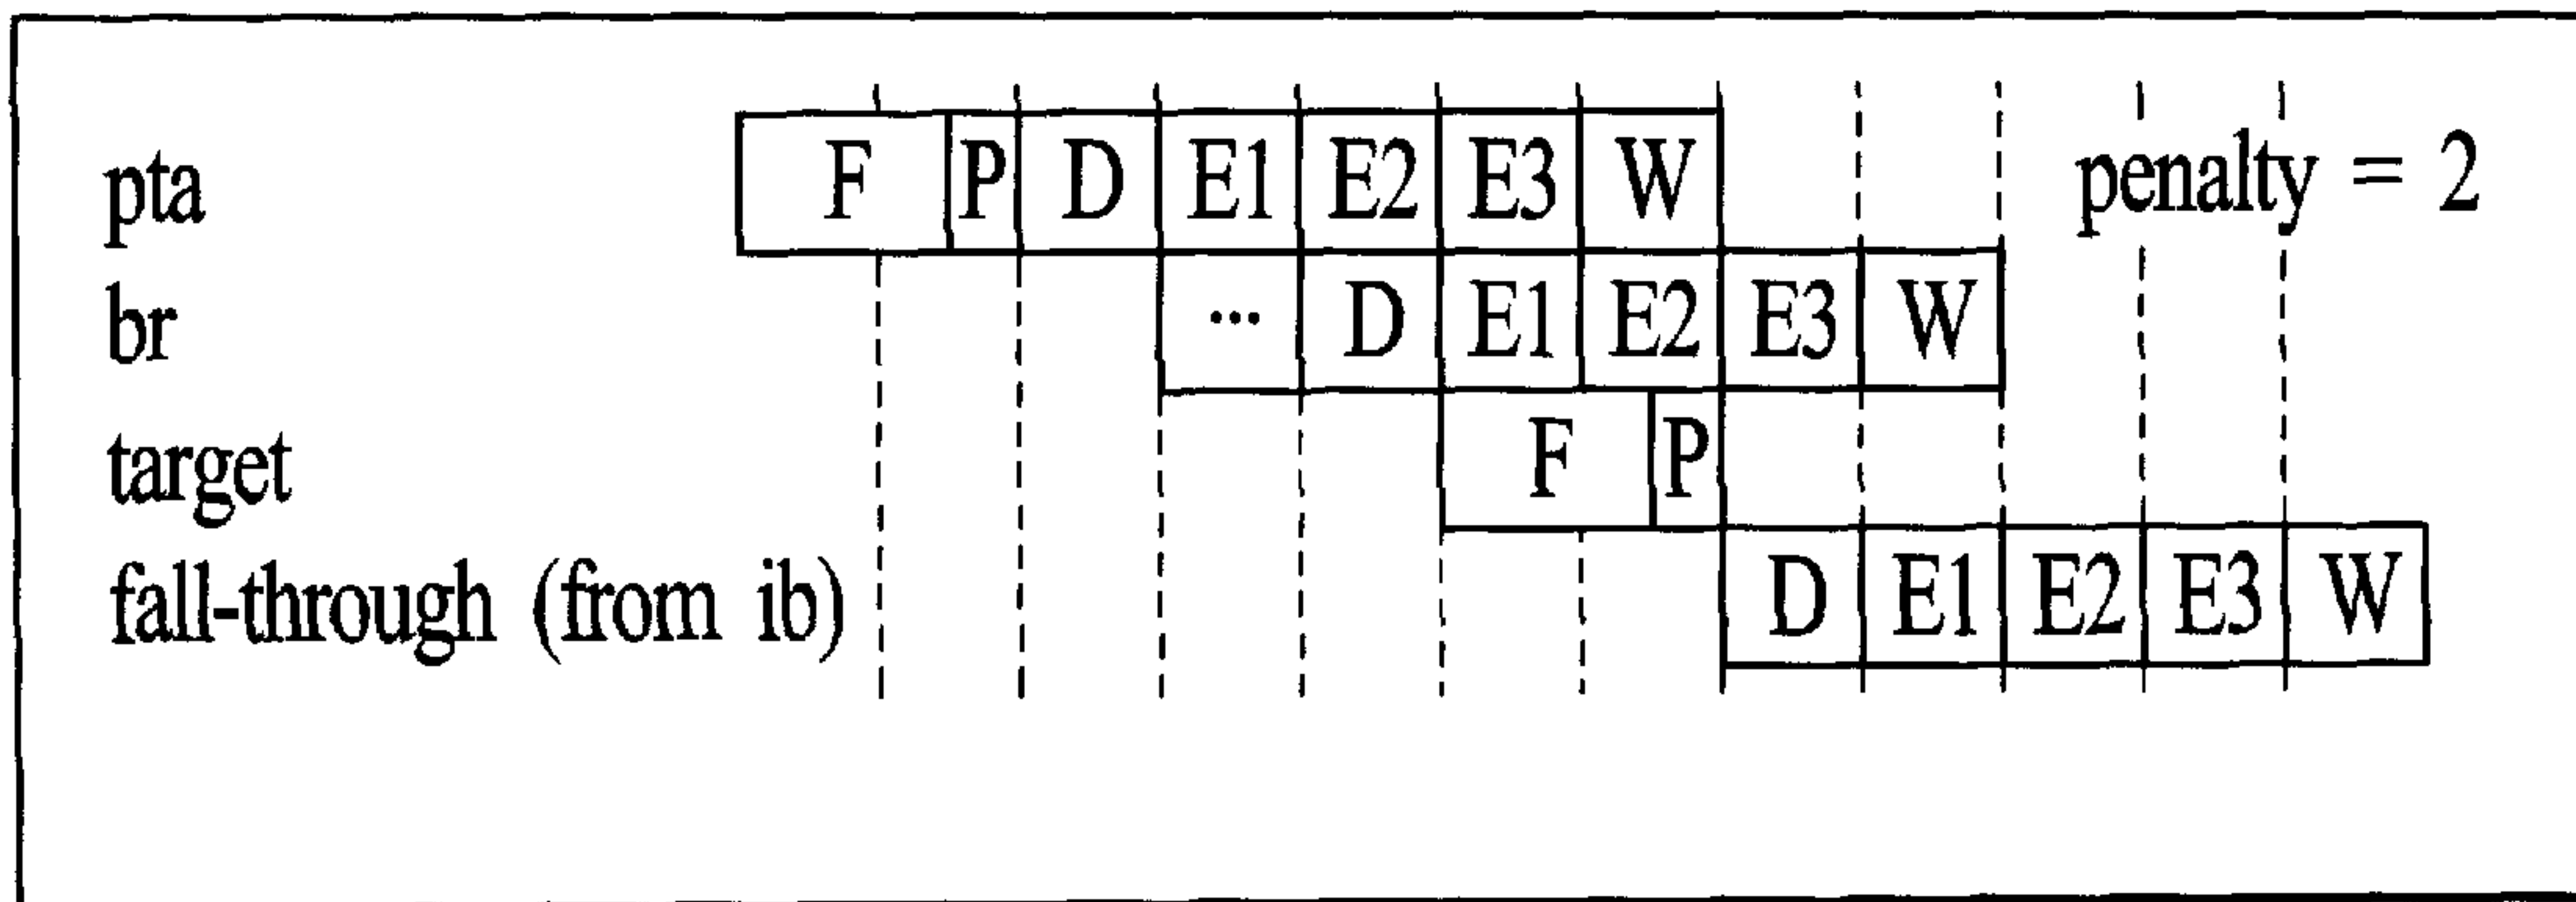 pta F P D E1 E2 E3 W penalty = 2
br ... D E1 E2 E3 W
target F P
fall-through (from ib) D E1 E2 E3 W